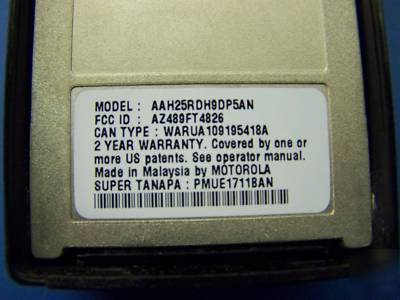 MODEL : AAH25RDH9DP5AN
FCC ID : AZ489FT4826
CAN TYPE : WARUA109195418A
2 YEAR WARRANTY. Covered by one or
more US patents. See operator manual.
Made in Malaysia by MOTOROLA
SUPER TANAPA : PMUE1711BAN